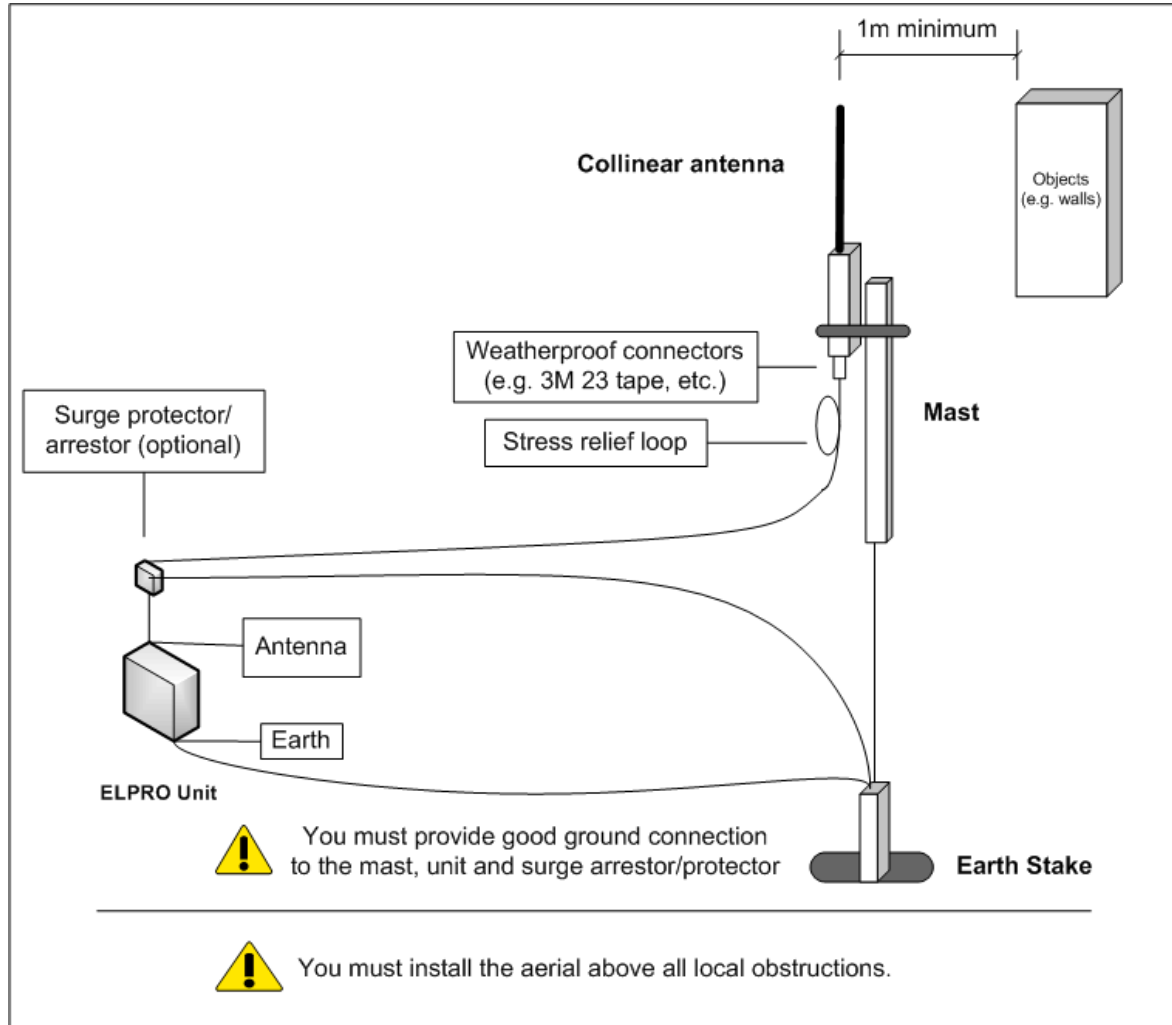 1m minimum
Collinear antenna
Objects
(e.g. walls)
Weatherproof connectors
(e.g. 3M 23 tape, etc.)
Surge protector/
arrestor (optional)
Mast
Stress relief loop
Antenna
Earth
ELPRO Unit
You must provide good ground connection
to the mast, unit and surge arrestor/protector
Earth Stake
You must install the aerial above all local obstructions.